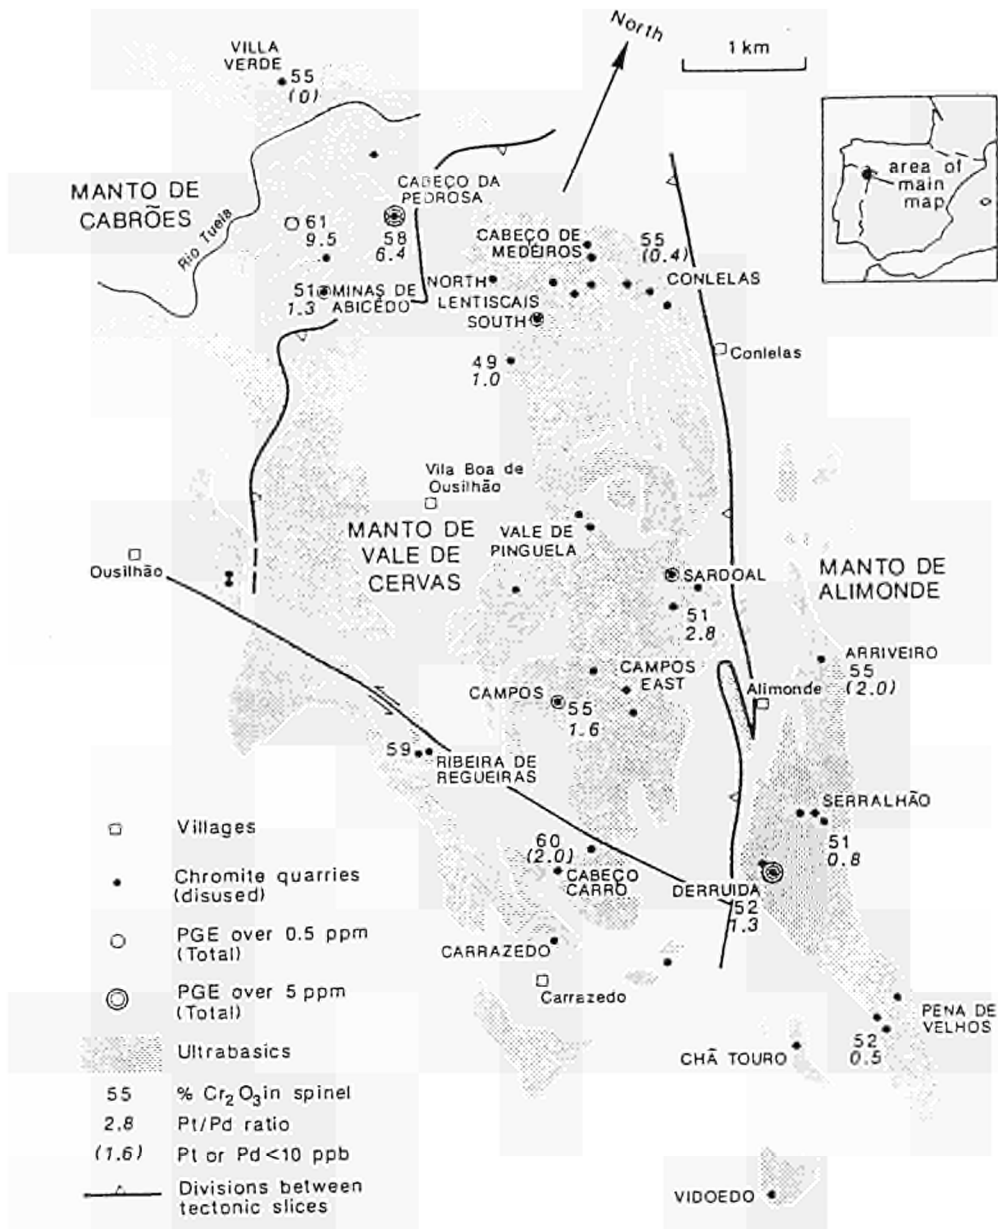 North
1 km
VILLA
VERDE
55
(0)
area of
main
map
MANTO DE
CABRÕES
Rio Tuela
CABEÇO DA
PEDROSA
61
9.5
58
6.4
CABEÇO DE
MEDEIROS
55
(0.4)
CONLELAS
NORTH
LENTISCAIS
SOUTH
51
1.3
MINAS DE
ABICEDO
Conlelas
49
1.0
Vila Boa de
Ousilhão
MANTO DE
VALE DE
CERVAS
VALE DE
PINGUELA
Ousilhão
SARDOAL
51
2.8
MANTO DE
ALIMONDE
ARRIVEIRO
55
(2.0)
CAMPOS
EAST
Alimonde
CAMPOS
55
1.6
59
RIBEIRA DE
REGUEIRAS
SERRALHÃO
51
0.8
60
(2.0)
CABEÇO
CARRO
DERRUIDA
52
1.3
CARRAZEDO
Carrazedo
PENA DE
VELHOS
52
0.5
CHÃ TOURO
VIDOEDO
Villages
Chromite quarries
(disused)
PGE over 0.5 ppm
(Total)
PGE over 5 ppm
(Total)
Ultrabasics
55 % Cr2O3 in spinel
2.8 Pt/Pd ratio
(1.6) Pt or Pd <10 ppb
Divisions between
tectonic slices